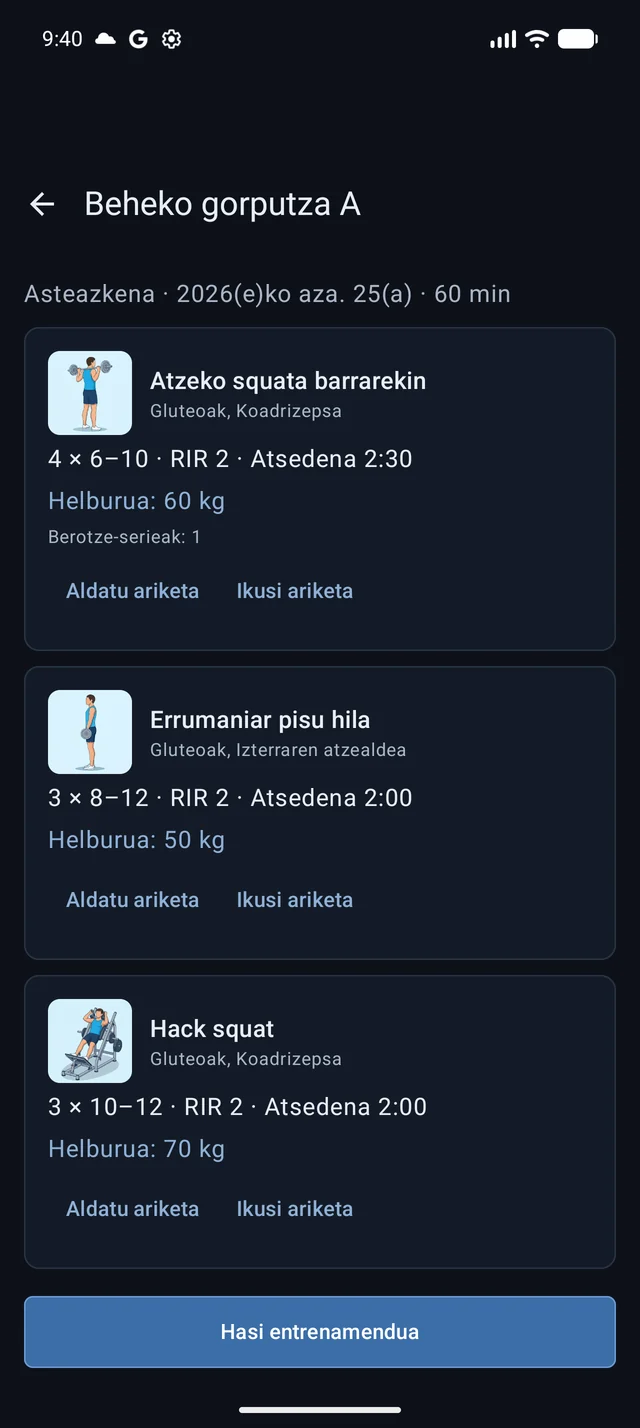 9:40
Beheko gorputza A
Asteazkena · 2026(e)ko aza. 25(a) · 60 min
Atzeko squata barrarekin
Gluteoak, Koadrizepsa
4 × 6–10 · RIR 2 · Atsedena 2:30
Helburua: 60 kg
Berotze-serieak: 1
Aldatu ariketa Ikusi ariketa
Errumaniar pisu hila
Gluteoak, Izterraren atzealdea
3 × 8–12 · RIR 2 · Atsedena 2:00
Helburua: 50 kg
Aldatu ariketa Ikusi ariketa
Hack squat
Gluteoak, Koadrizepsa
3 × 10–12 · RIR 2 · Atsedena 2:00
Helburua: 70 kg
Aldatu ariketa Ikusi ariketa
Hasi entrenamendua